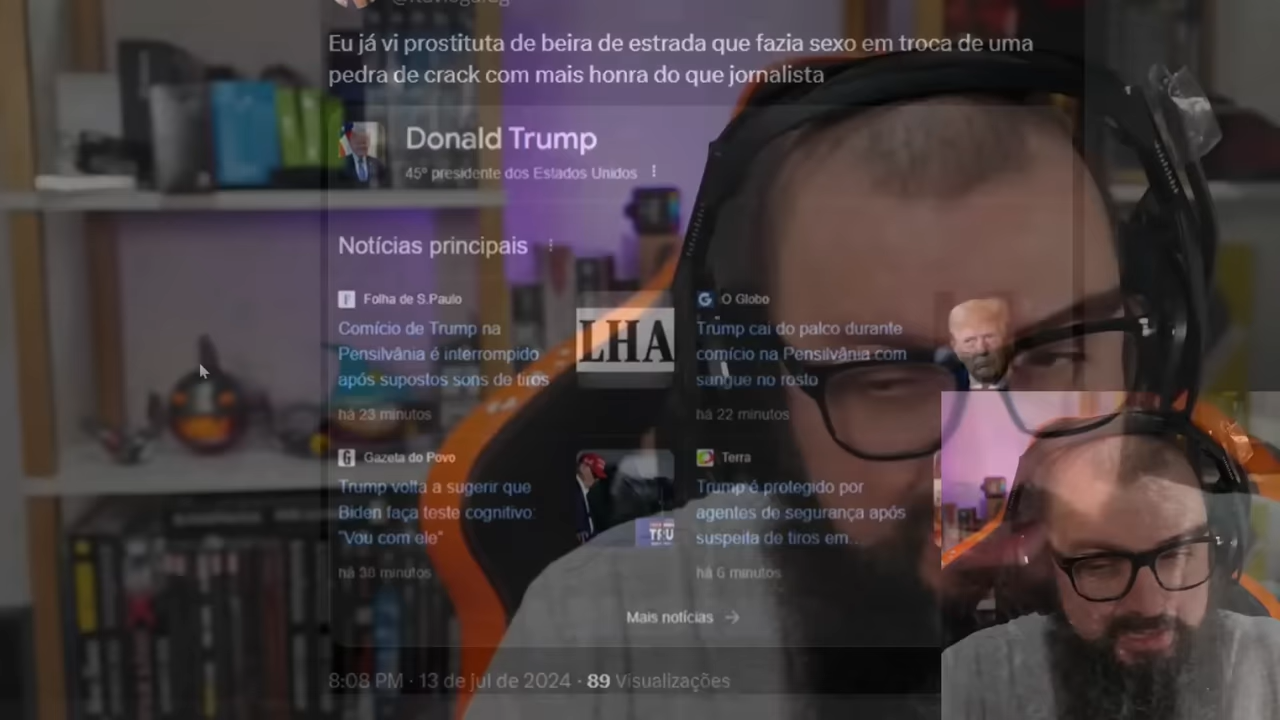 Eu já vi prostituta de beira de estrada que fazia sexo em troca de uma
pedra de crack com mais honra do que jornalista
Donald Trump
45º presidente dos Estados Unidos
Notícias principais
Folha de S.Paulo
Comício de Trump na
Pensilvânia é interrompido
após supostos sons de tiros
há 23 minutos
LHA
O Globo
Trump cai do palco durante
comício na Pensilvânia com
sangue no rosto
há 22 minutos
Gazeta do Povo
Trump volta a sugerir que
Biden faça teste cognitivo:
“Vou com ele”
há 38 minutos
TRU
Terra
Trump é protegido por
agentes de segurança após
suspeita de tiros em...
há 6 minutos
Mais notícias
8:08 PM · 13 de jul de 2024 · 89 Visualizações